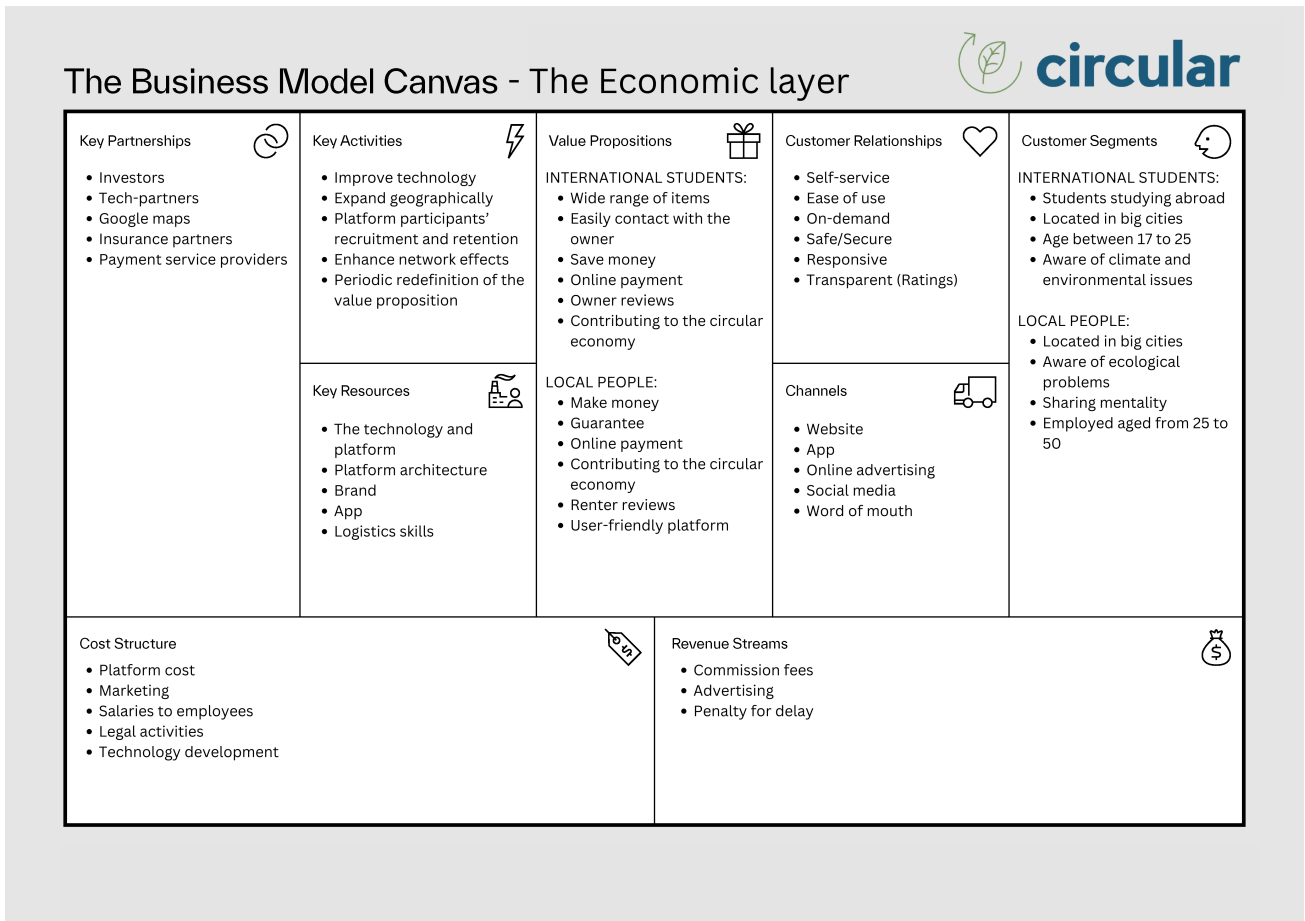 The Business Model Canvas - The Economic layer
circular
Key Partnerships
• Investors
• Tech-partners
• Google maps
• Insurance partners
• Payment service providers
Key Activities
• Improve technology
• Expand geographically
• Platform participants’
recruitment and retention
• Enhance network effects
• Periodic redefinition of the
value proposition
Key Resources
• The technology and
platform
• Platform architecture
• Brand
• App
• Logistics skills
Value Propositions
INTERNATIONAL STUDENTS:
• Wide range of items
• Easily contact with the
owner
• Save money
• Online payment
• Owner reviews
• Contributing to the circular
economy
LOCAL PEOPLE:
• Make money
• Guarantee
• Online payment
• Contributing to the circular
economy
• Renter reviews
• User-friendly platform
Customer Relationships
• Self-service
• Ease of use
• On-demand
• Safe/Secure
• Responsive
• Transparent (Ratings)
Channels
• Website
• App
• Online advertising
• Social media
• Word of mouth
Customer Segments
INTERNATIONAL STUDENTS:
• Students studying abroad
• Located in big cities
• Age between 17 to 25
• Aware of climate and
environmental issues
LOCAL PEOPLE:
• Located in big cities
• Aware of ecological
problems
• Sharing mentality
• Employed aged from 25 to
50
Cost Structure
• Platform cost
• Marketing
• Salaries to employees
• Legal activities
• Technology development
Revenue Streams
• Commission fees
• Advertising
• Penalty for delay